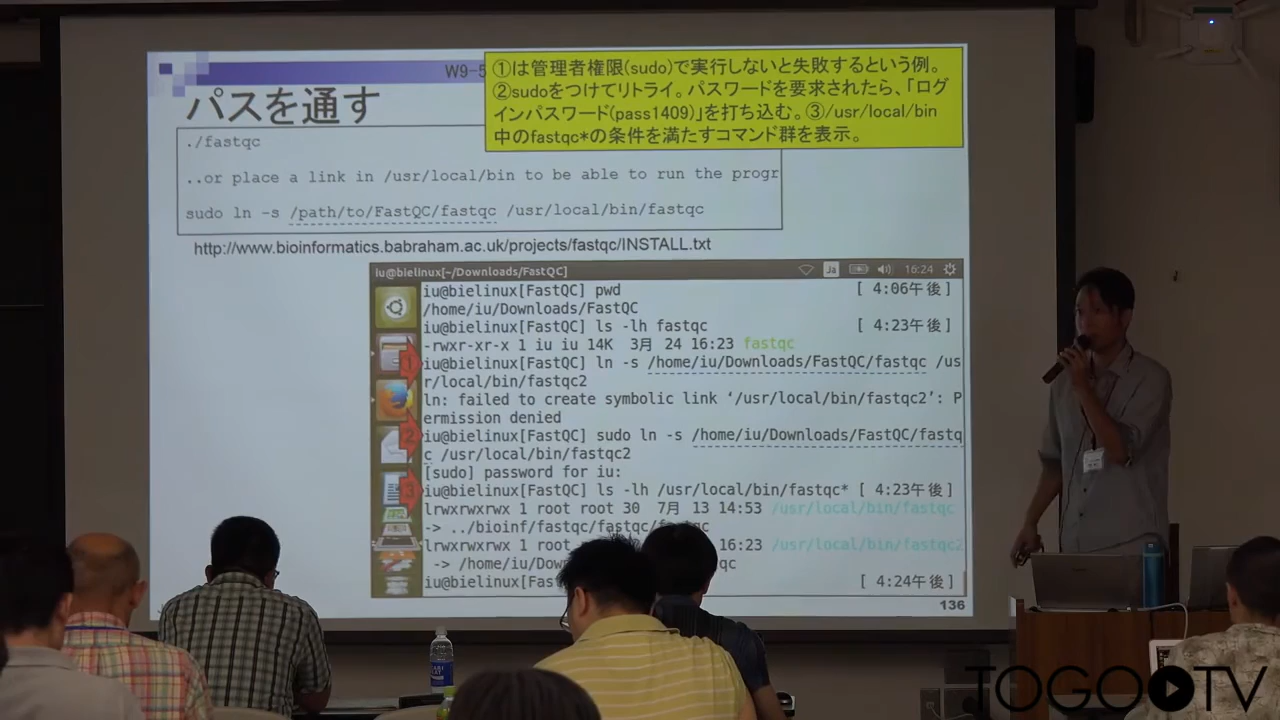 W9-5
①は管理者権限(sudo)で実行しないと失敗するという例。
②sudoをつけてリトライ。パスワードを要求されたら、「ログ
インパスワード(pass1409)」を打ち込む。③/usr/local/bin
中のfastqc*の条件を満たすコマンド群を表示。
パスを通す
./fastqc
..or place a link in /usr/local/bin to be able to run the progr
sudo ln -s /path/to/FastQC/fastqc /usr/local/bin/fastqc
http://www.bioinformatics.babraham.ac.uk/projects/fastqc/INSTALL.txt
iu@bielinux[~/Downloads/FastQC] Ja 16:24
iu@bielinux[FastQC] pwd [ 4:06午後]
/home/iu/Downloads/FastQC
iu@bielinux[FastQC] ls -lh fastqc [ 4:23午後]
-rwxr-xr-x 1 iu iu 14K 3月 24 16:23 fastqc
①iu@bielinux[FastQC] ln -s /home/iu/Downloads/FastQC/fastqc /us
r/local/bin/fastqc2
ln: failed to create symbolic link ‘/usr/local/bin/fastqc2’: P
ermission denied
②iu@bielinux[FastQC] sudo ln -s /home/iu/Downloads/FastQC/fastq
c /usr/local/bin/fastqc2
[sudo] password for iu:
③iu@bielinux[FastQC] ls -lh /usr/local/bin/fastqc* [ 4:23午後]
lrwxrwxrwx 1 root root 30 7月 13 14:53 /usr/local/bin/fastqc
-> ../bioinf/fastqc/fastqc/fastqc
lrwxrwxrwx 1 root 16:23 /usr/local/bin/fastqc2
-> /home/iu/Dow qc
iu@bielinux[Fas [ 4:24午後]
136
TOGO TV